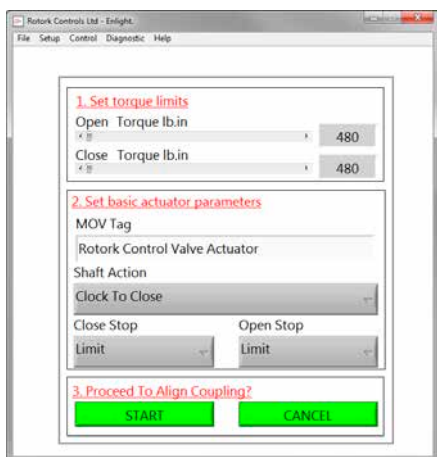 Rotork Controls Ltd - Enlight.
File Setup Control Diagnostic Help
1. Set torque limits
Open Torque lb.in
480
Close Torque lb.in
480
2. Set basic actuator parameters
MOV Tag
Rotork Control Valve Actuator
Shaft Action
Clock To Close
Close Stop Open Stop
Limit Limit
3. Proceed To Align Coupling?
START CANCEL